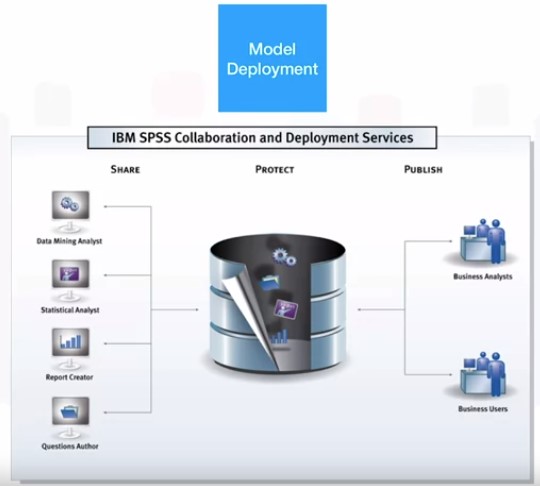 Model
Deployment
IBM SPSS Collaboration and Deployment Services
SHARE
PROTECT
PUBLISH
Data Mining Analyst
Statistical Analyst
Report Creator
Questions Author
Business Analysts
Business Users